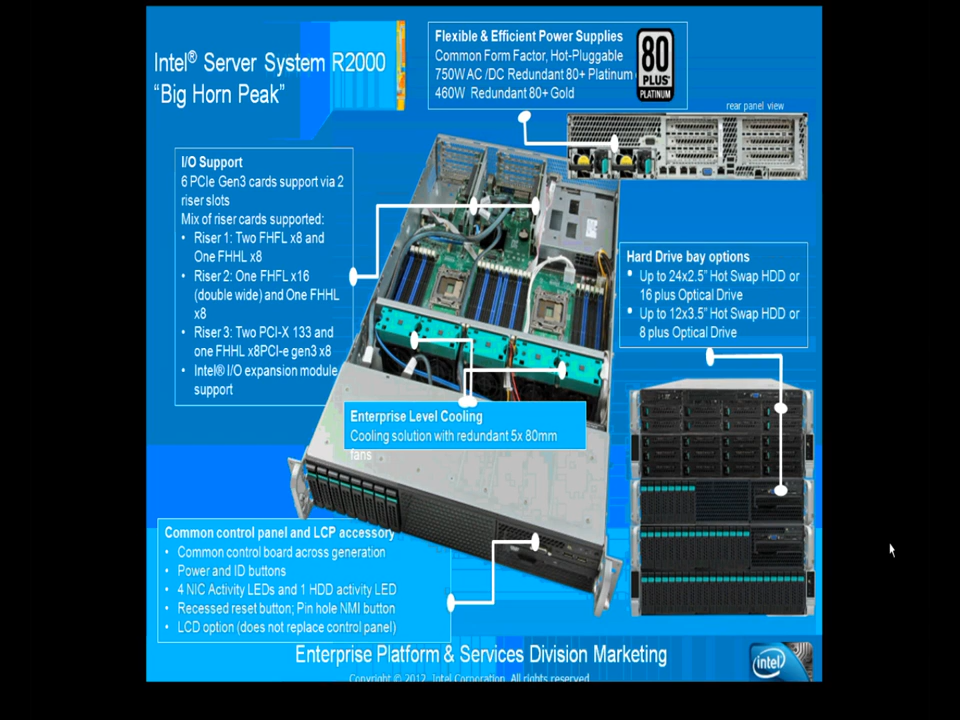 Intel® Server System R2000
“Big Horn Peak”
Flexible & Efficient Power Supplies
Common Form Factor, Hot-Pluggable
750W AC /DC Redundant 80+ Platinum
460W Redundant 80+ Gold
80
PLUS
PLATINUM
rear panel view
I/O Support
6 PCIe Gen3 cards support via 2
riser slots
Mix of riser cards supported:
• Riser 1: Two FHFL x8 and
One FHHL x8
• Riser 2: One FHFL x16
(double wide) and One FHHL
x8
• Riser 3: Two PCI-X 133 and
one FHHL x8PCI-e gen3 x8
• Intel® I/O expansion module
support
Hard Drive bay options
• Up to 24x2.5” Hot Swap HDD or
16 plus Optical Drive
• Up to 12x3.5” Hot Swap HDD or
8 plus Optical Drive
Enterprise Level Cooling
Cooling solution with redundant 5x 80mm
fans
Common control panel and LCP accessory
• Common control board across generation
• Power and ID buttons
• 4 NIC Activity LEDs and 1 HDD activity LED
• Recessed reset button; Pin hole NMI button
• LCD option (does not replace control panel)
Enterprise Platform & Services Division Marketing
Copyright © 2012, Intel Corporation. All rights reserved
intel